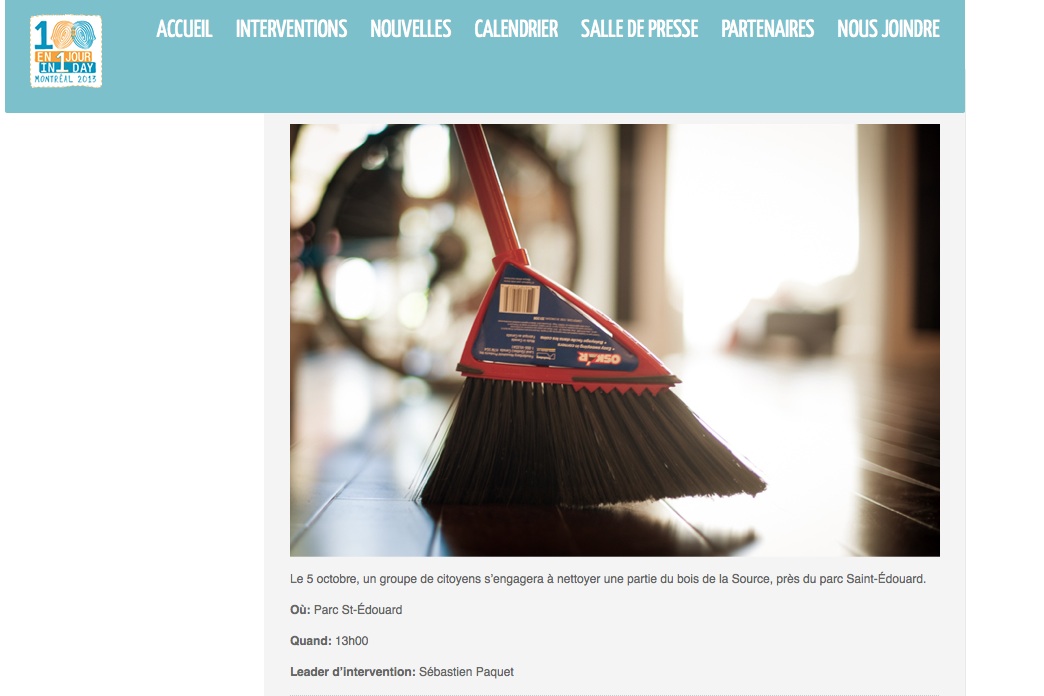 100
EN 1 JOUR
IN 1 DAY
MONTRÉAL 2013
ACCUEIL INTERVENTIONS NOUVELLES CALENDRIER SALLE DE PRESSE PARTENAIRES NOUS JOINDRE
Le 5 octobre, un groupe de citoyens s'engagera à nettoyer une partie du bois de la Source, près du parc Saint-Édouard.
Où: Parc St-Édouard
Quand: 13h00
Leader d'intervention: Sébastien Paquet